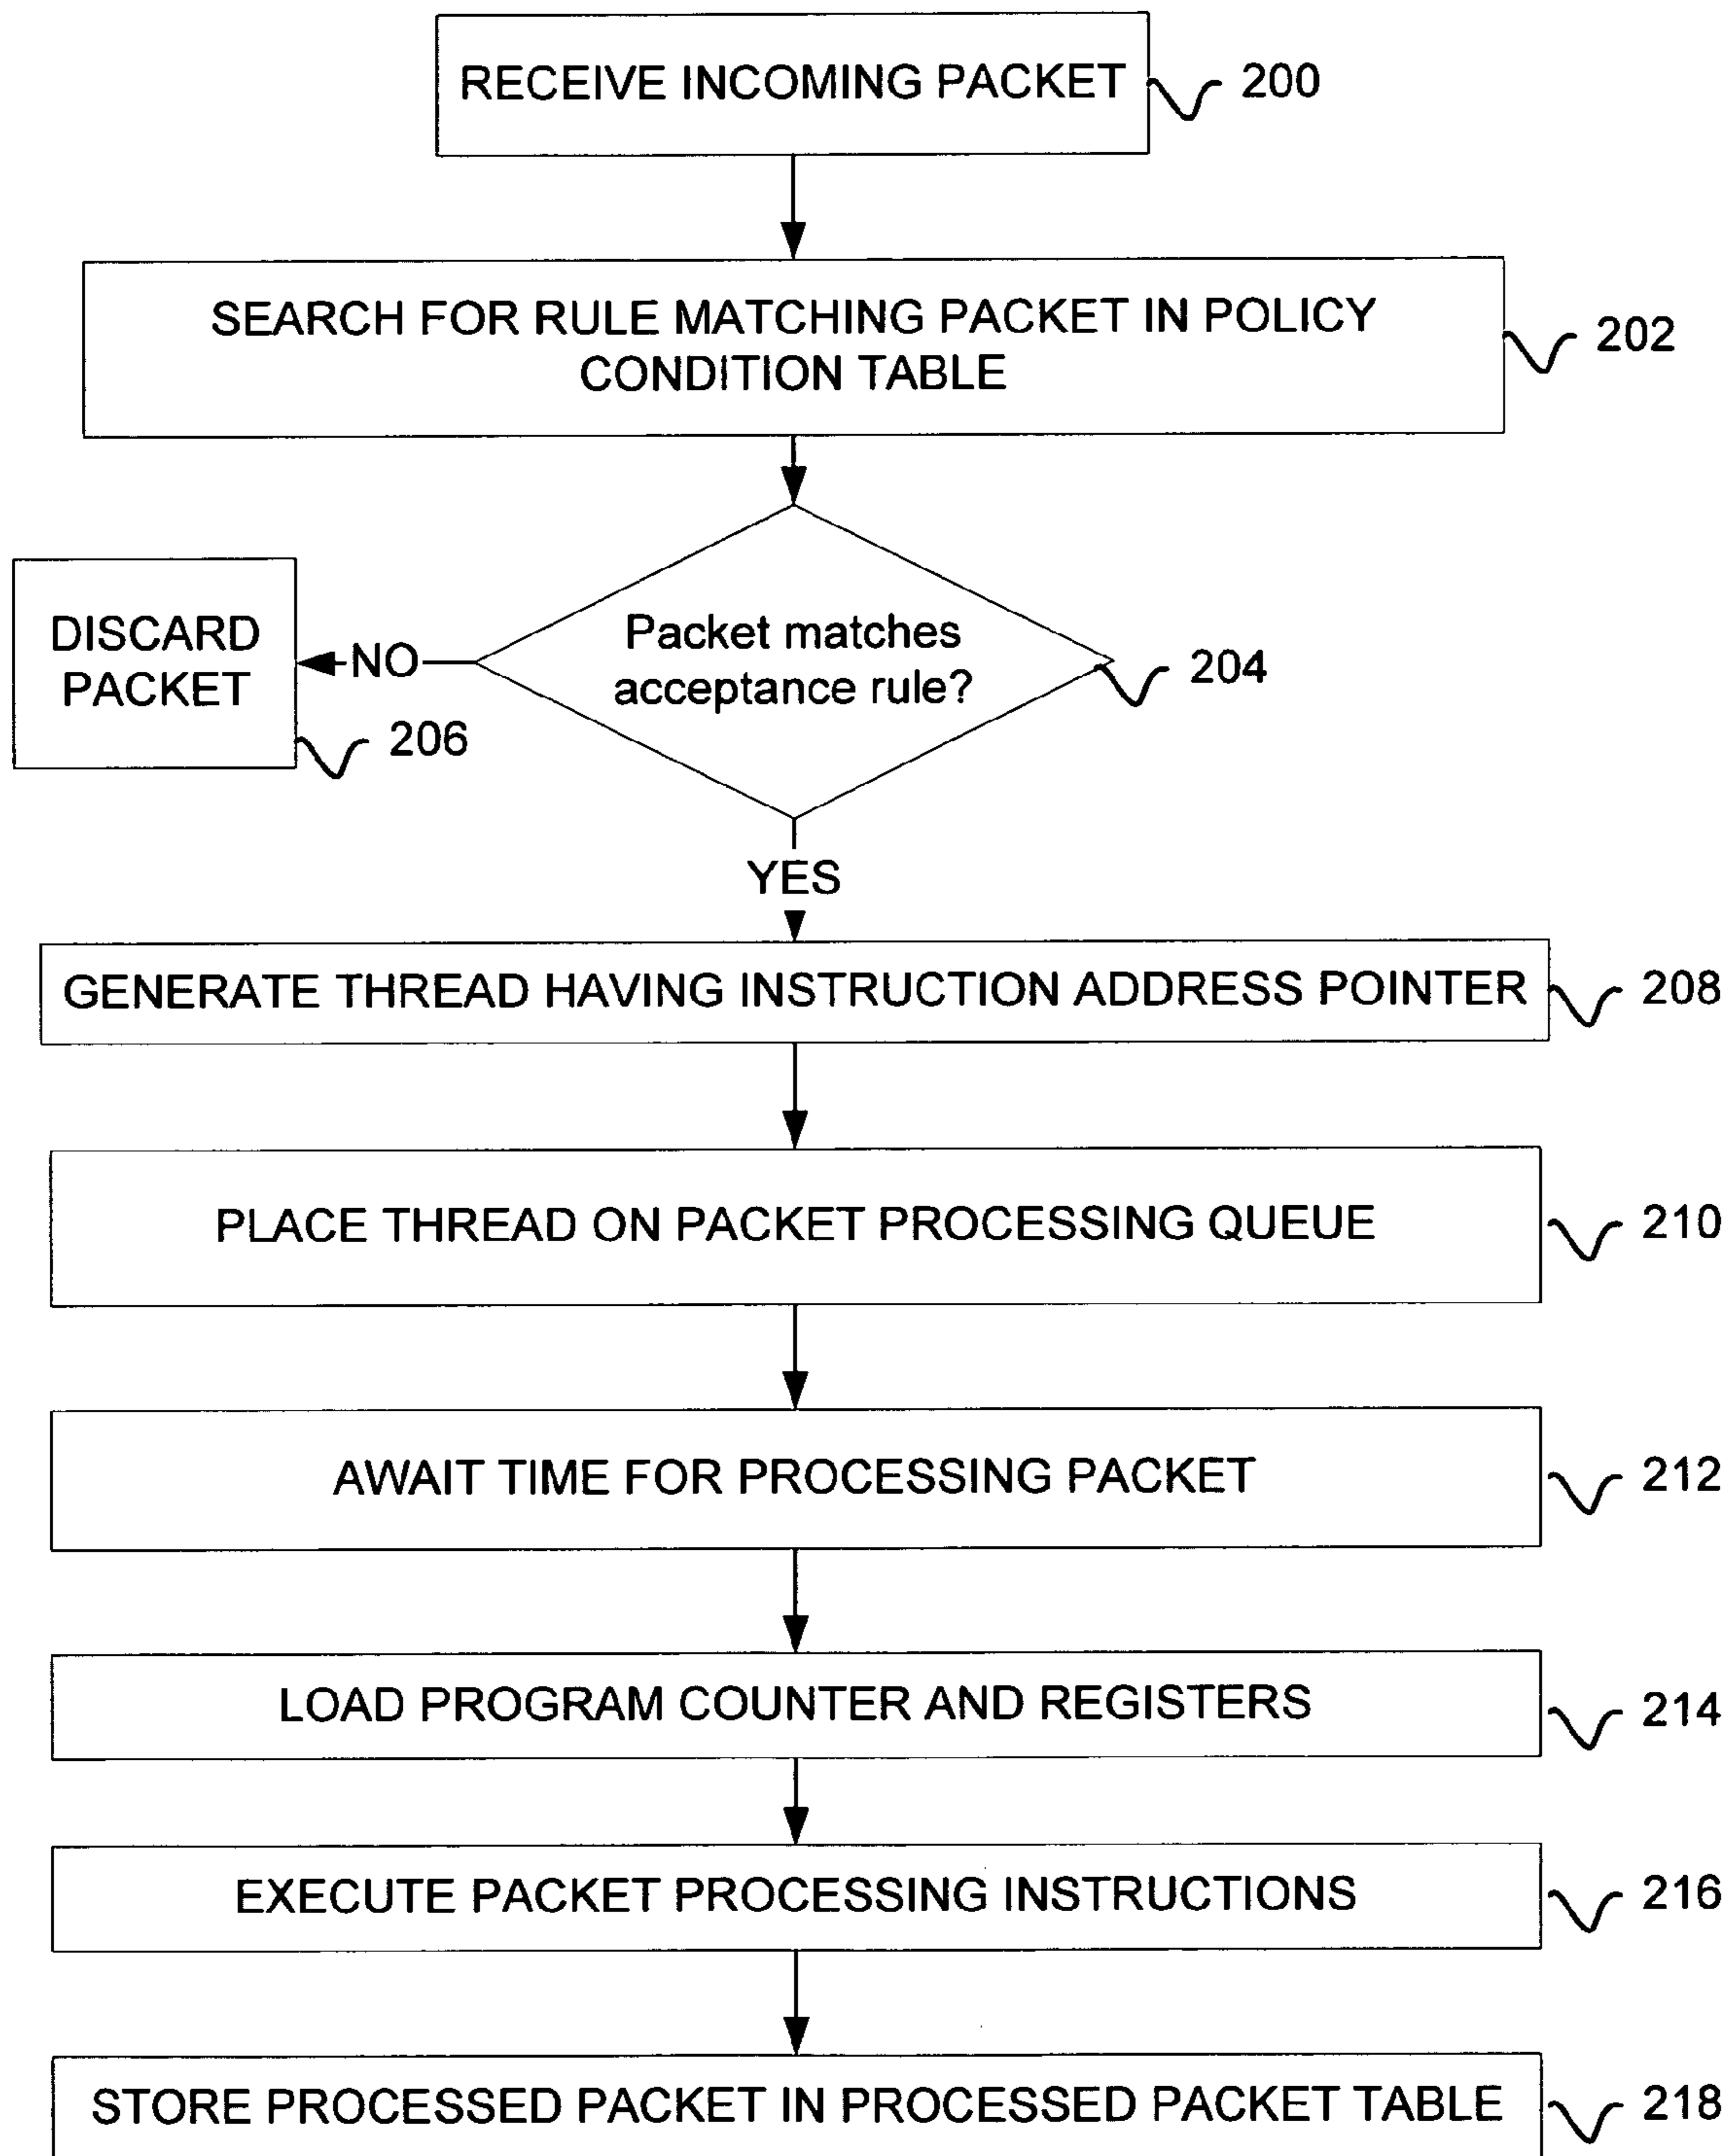 RECEIVE INCOMING PACKET
200
SEARCH FOR RULE MATCHING PACKET IN POLICY
CONDITION TABLE
202
Packet matches
acceptance rule?
204
NO
DISCARD
PACKET
206
YES
GENERATE THREAD HAVING INSTRUCTION ADDRESS POINTER
208
PLACE THREAD ON PACKET PROCESSING QUEUE
210
AWAIT TIME FOR PROCESSING PACKET
212
LOAD PROGRAM COUNTER AND REGISTERS
214
EXECUTE PACKET PROCESSING INSTRUCTIONS
216
STORE PROCESSED PACKET IN PROCESSED PACKET TABLE
218